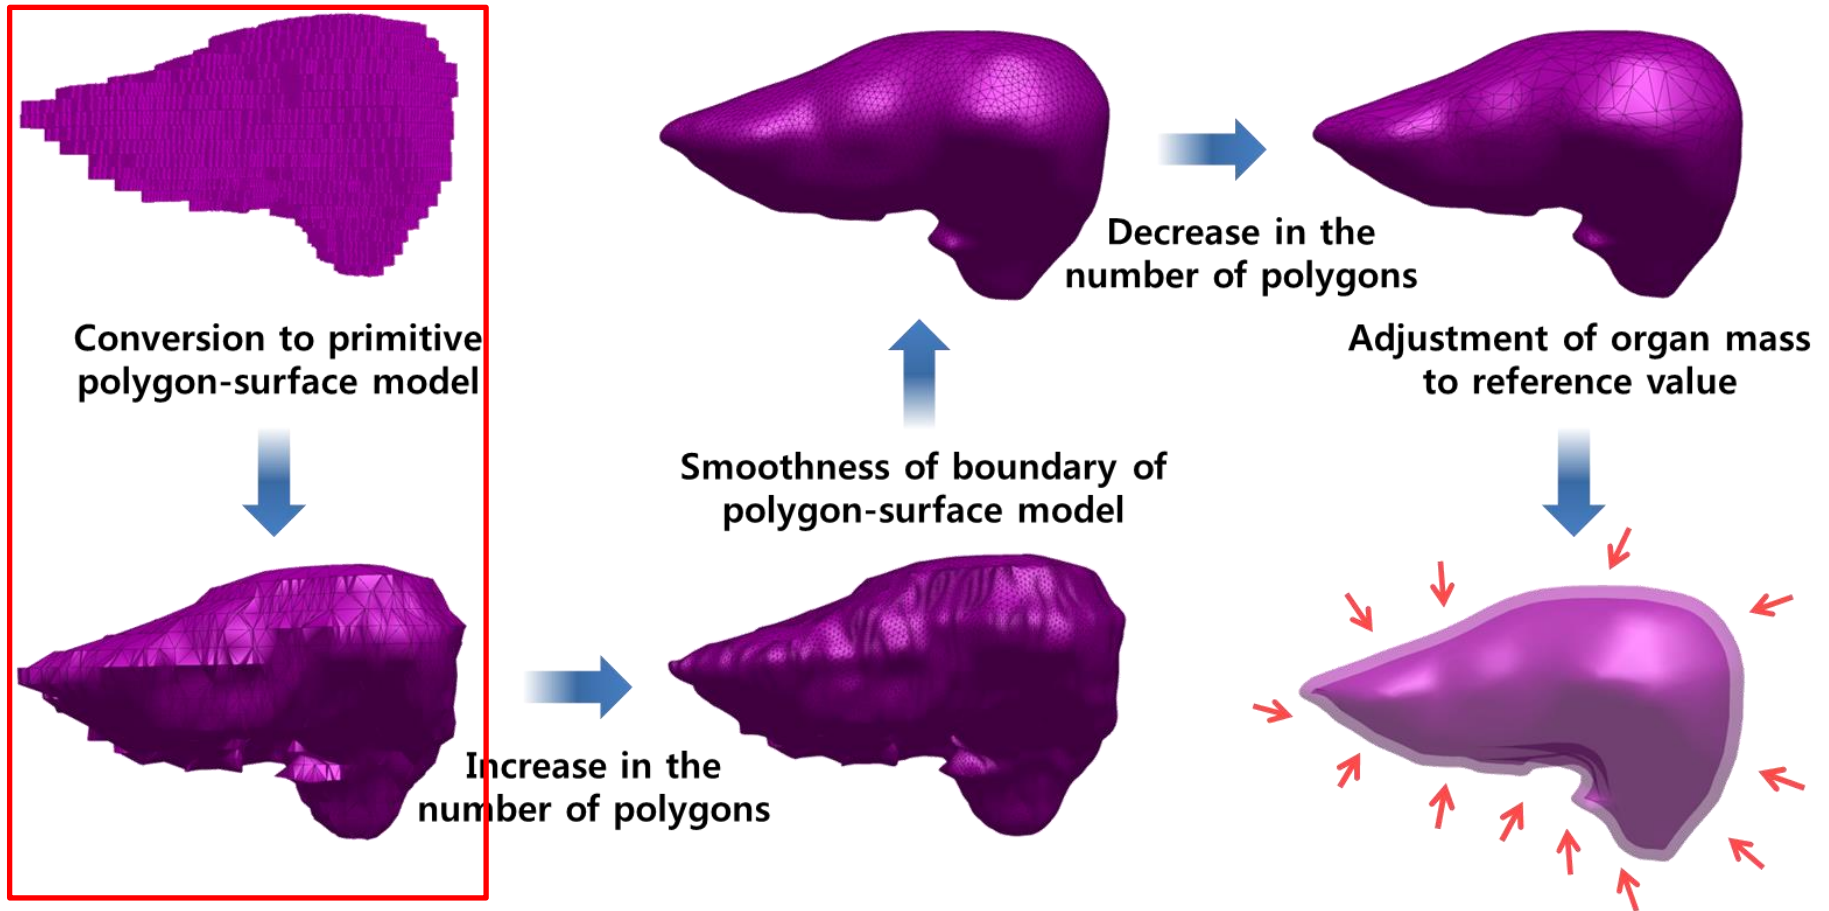 Conversion to primitive
polygon-surface model
Increase in the
number of polygons
Smoothness of boundary of
polygon-surface model
Decrease in the
number of polygons
Adjustment of organ mass
to reference value